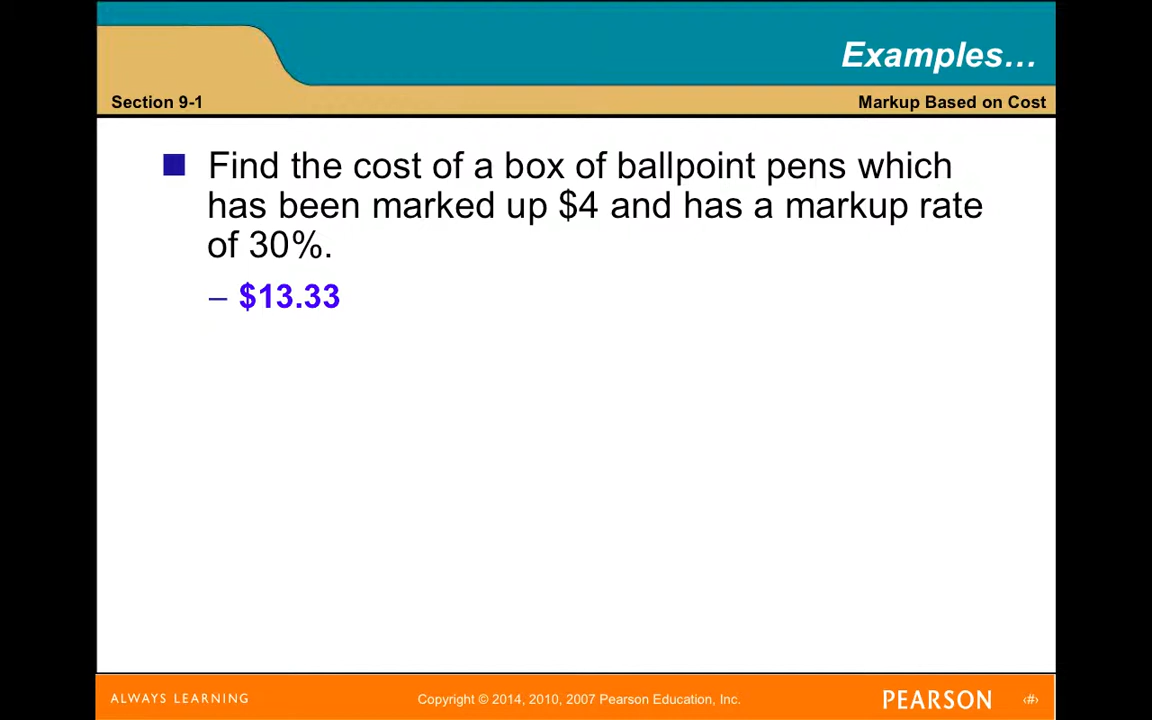 Examples…
Section 9-1
Markup Based on Cost
Find the cost of a box of ballpoint pens which
has been marked up $4 and has a markup rate
of 30%.
– $13.33
ALWAYS LEARNING
Copyright © 2014, 2010, 2007 Pearson Education, Inc.
PEARSON
‹#›